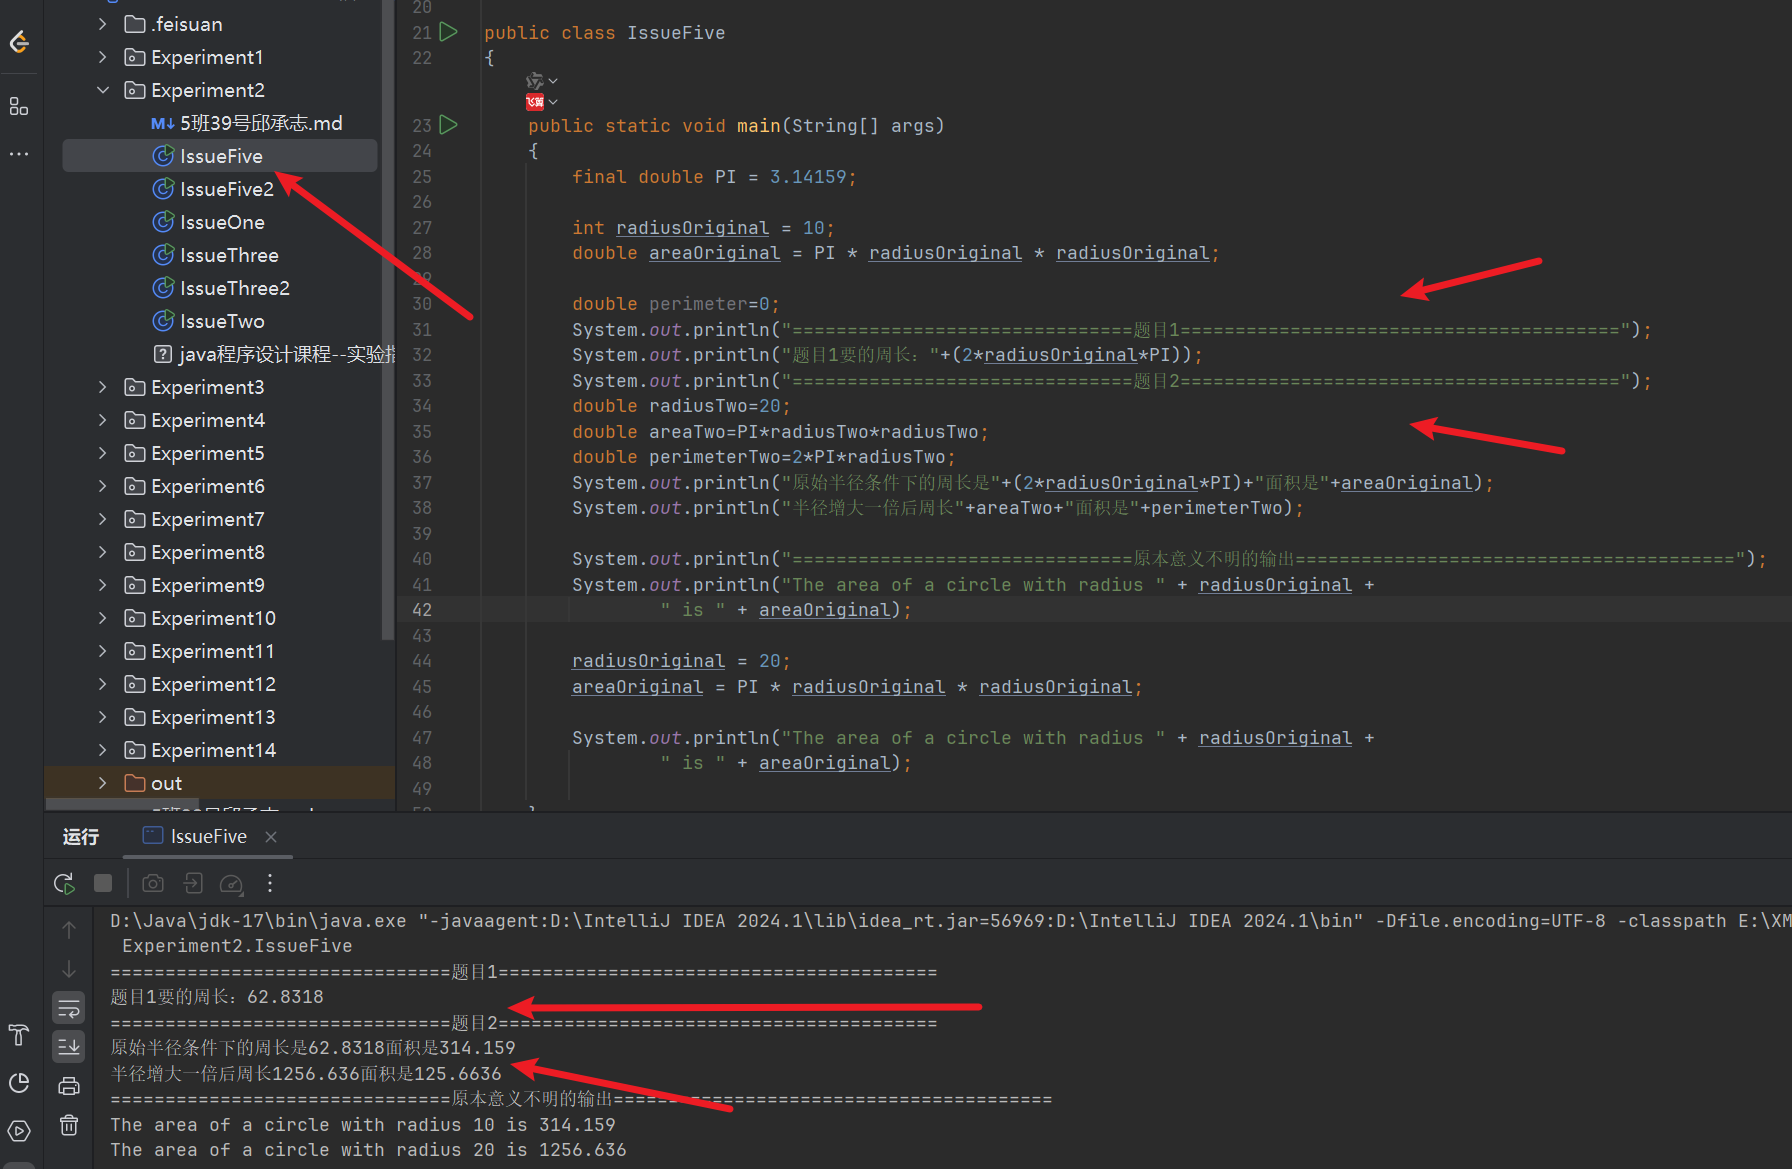 .feisuan
Experiment1
Experiment2
M↓ 5班39号邱承志.md
IssueFive
IssueFive2
IssueOne
IssueThree
IssueThree2
IssueTwo
java程序设计课程--实验指
Experiment3
Experiment4
Experiment5
Experiment6
Experiment7
Experiment8
Experiment9
Experiment10
Experiment11
Experiment12
Experiment13
Experiment14
out
20
21 public class IssueFive
22 {
飞算
23 public static void main(String[] args)
24 {
25 final double PI = 3.14159;
26
27 int radiusOriginal = 10;
28 double areaOriginal = PI * radiusOriginal * radiusOriginal;
29
30 double perimeter=0;
31 System.out.println("===============================题目1========================================");
32 System.out.println("题目1要的周长："+(2*radiusOriginal*PI));
33 System.out.println("===============================题目2========================================");
34 double radiusTwo=20;
35 double areaTwo=PI*radiusTwo*radiusTwo;
36 double perimeterTwo=2*PI*radiusTwo;
37 System.out.println("原始半径条件下的周长是"+(2*radiusOriginal*PI)+"面积是"+areaOriginal);
38 System.out.println("半径增大一倍后周长"+areaTwo+"面积是"+perimeterTwo);
39
40 System.out.println("===============================原本意义不明的输出========================================");
41 System.out.println("The area of a circle with radius " + radiusOriginal +
42 " is " + areaOriginal);
43
44 radiusOriginal = 20;
45 areaOriginal = PI * radiusOriginal * radiusOriginal;
46
47 System.out.println("The area of a circle with radius " + radiusOriginal +
48 " is " + areaOriginal);
49
运行 IssueFive ×
D:\Java\jdk-17\bin\java.exe "-javaagent:D:\IntelliJ IDEA 2024.1\lib\idea_rt.jar=56969:D:\IntelliJ IDEA 2024.1\bin" -Dfile.encoding=UTF-8 -classpath E:\XM
Experiment2.IssueFive
===============================题目1========================================
题目1要的周长：62.8318
===============================题目2========================================
原始半径条件下的周长是62.8318面积是314.159
半径增大一倍后周长1256.636面积是125.6636
===============================原本意义不明的输出========================================
The area of a circle with radius 10 is 314.159
The area of a circle with radius 20 is 1256.636